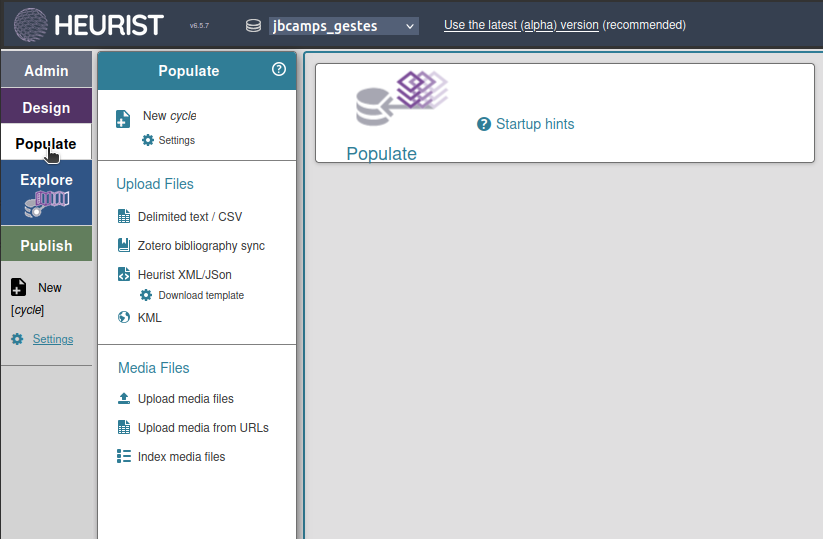 HEURIST v6.5.7 jbcamps_gestes Use the latest (alpha) version (recommended)
Admin
Design
Populate
Explore
Publish
New
[cycle]
Settings
Populate
New cycle
Settings
Upload Files
Delimited text / CSV
Zotero bibliography sync
Heurist XML/JSon
Download template
KML
Media Files
Upload media files
Upload media from URLs
Index media files
Populate
Startup hints